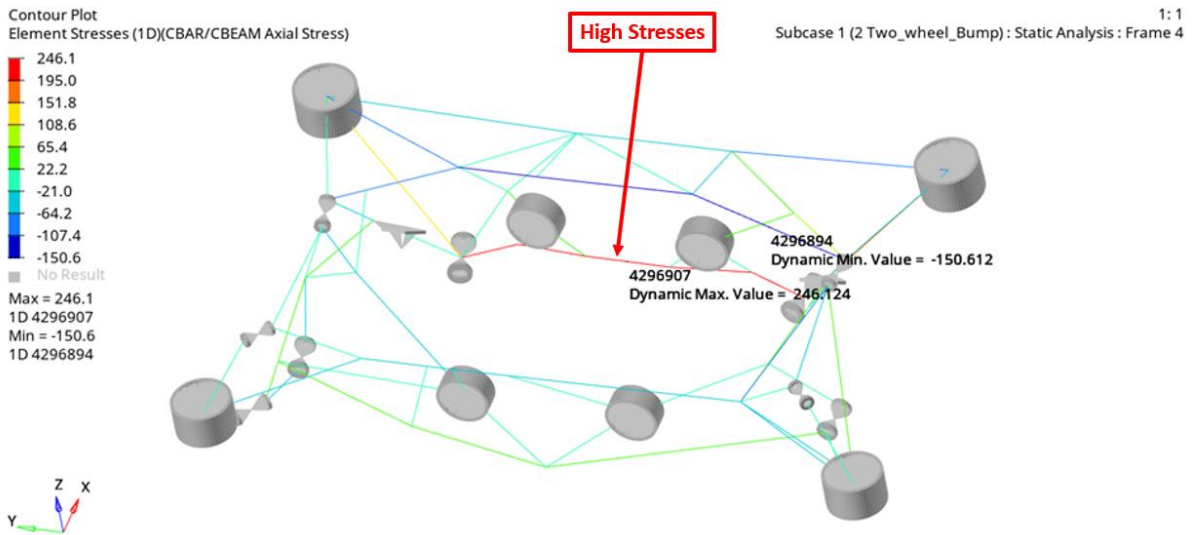 Contour Plot
Element Stresses (1D)(CBAR/CBEAM Axial Stress)
246.1
195.0
151.8
108.6
65.4
22.2
-21.0
-64.2
-107.4
-150.6
No Result
Max = 246.1
1D 4296907
Min = -150.6
1D 4296894
High Stresses
1: 1
Subcase 1 (2 Two_wheel_Bump) : Static Analysis : Frame 4
4296894
Dynamic Min. Value = -150.612
4296907
Dynamic Max. Value = 246.124
Z
X
Y